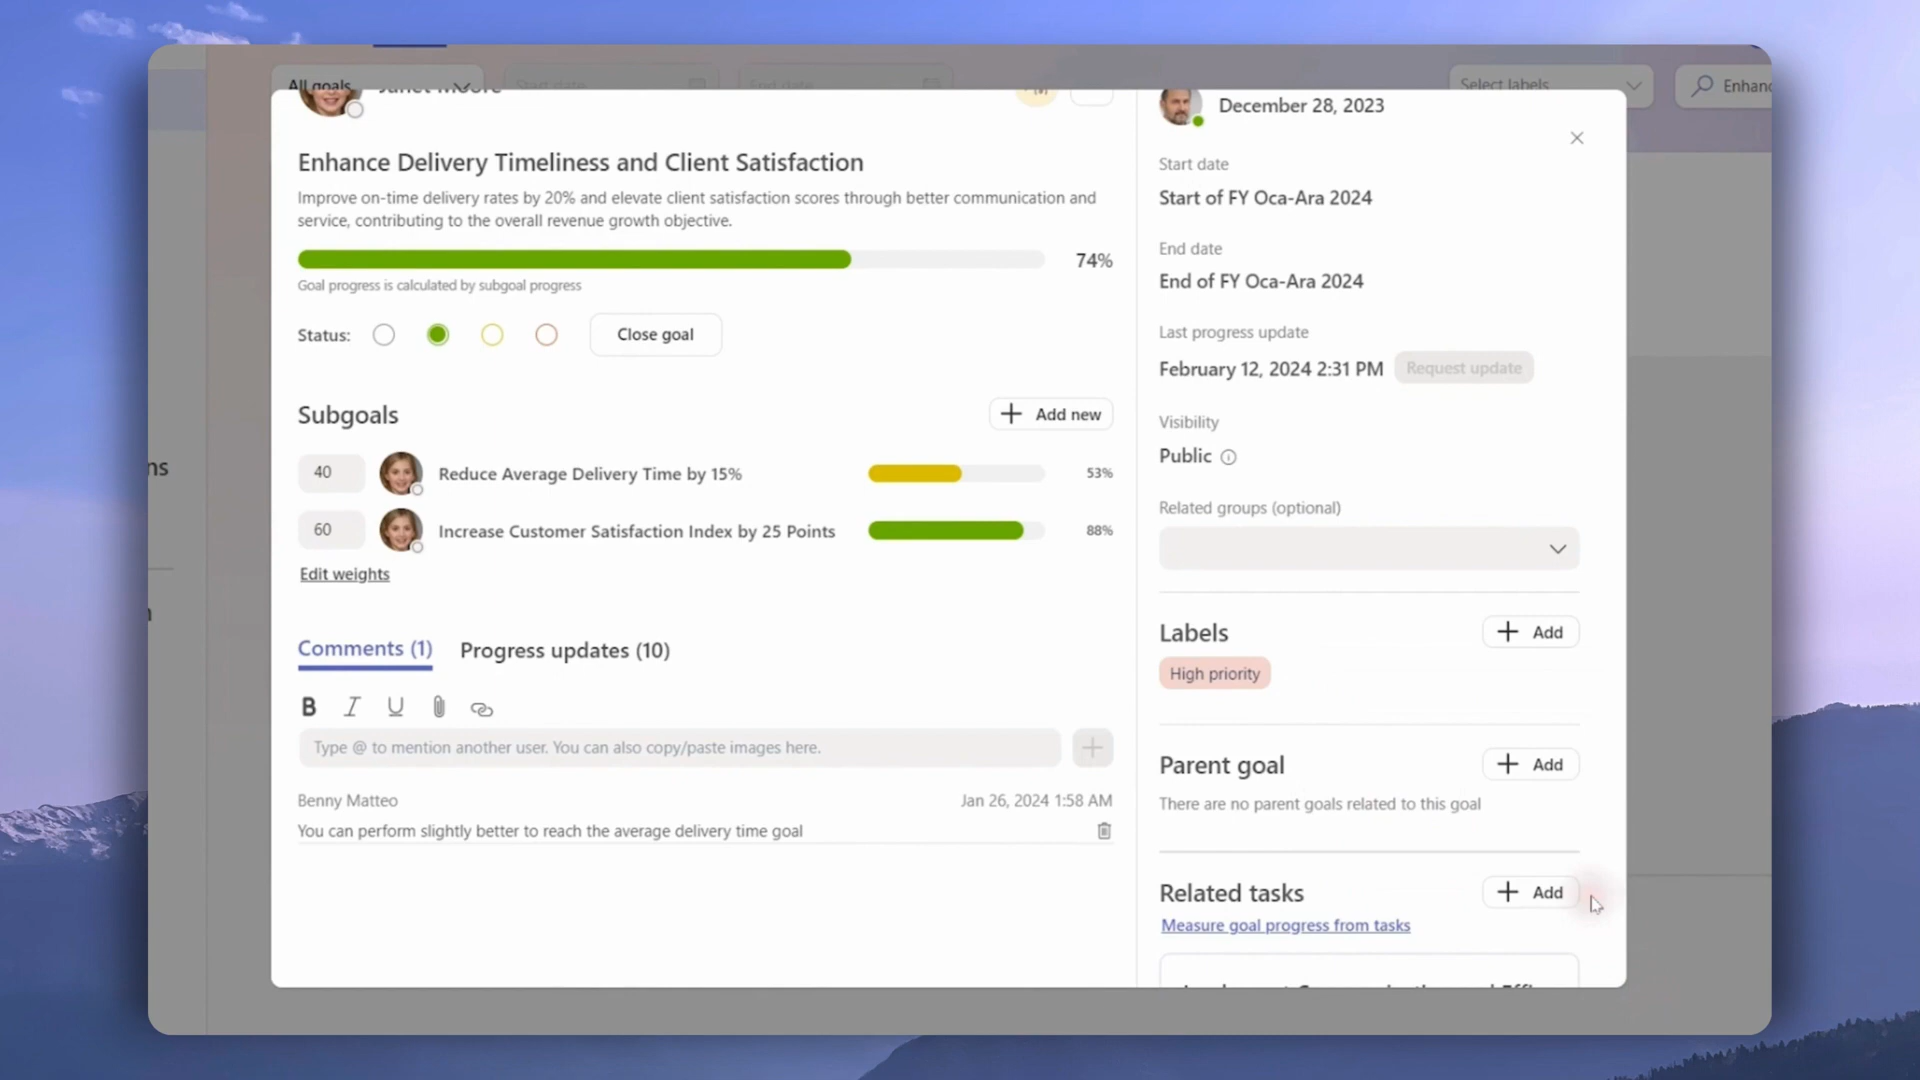 All goals
Start date
End date
Select labels
Enhanc
Janet Moore
December 28, 2023
Enhance Delivery Timeliness and Client Satisfaction
Improve on-time delivery rates by 20% and elevate client satisfaction scores through better communication and
service, contributing to the overall revenue growth objective.
74%
Goal progress is calculated by subgoal progress
Status:
Close goal
Subgoals
Add new
40
Reduce Average Delivery Time by 15%
53%
60
Increase Customer Satisfaction Index by 25 Points
88%
Edit weights
Comments (1)
Progress updates (10)
B I U
Type @ to mention another user. You can also copy/paste images here.
Benny Matteo
Jan 26, 2024 1:58 AM
You can perform slightly better to reach the average delivery time goal
Start date
Start of FY Oca-Ara 2024
End date
End of FY Oca-Ara 2024
Last progress update
February 12, 2024 2:31 PM
Request update
Visibility
Public
Related groups (optional)
Labels
Add
High priority
Parent goal
Add
There are no parent goals related to this goal
Related tasks
Add
Measure goal progress from tasks
ns